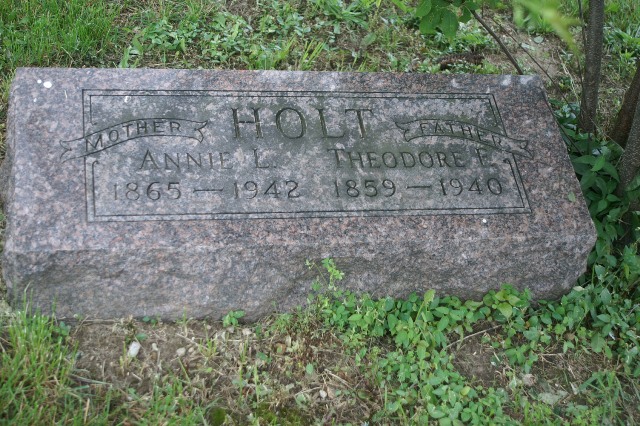 HOLT
MOTHER FATHER
ANNIE L. THEODORE F.
1865 — 1942 1859 — 1940